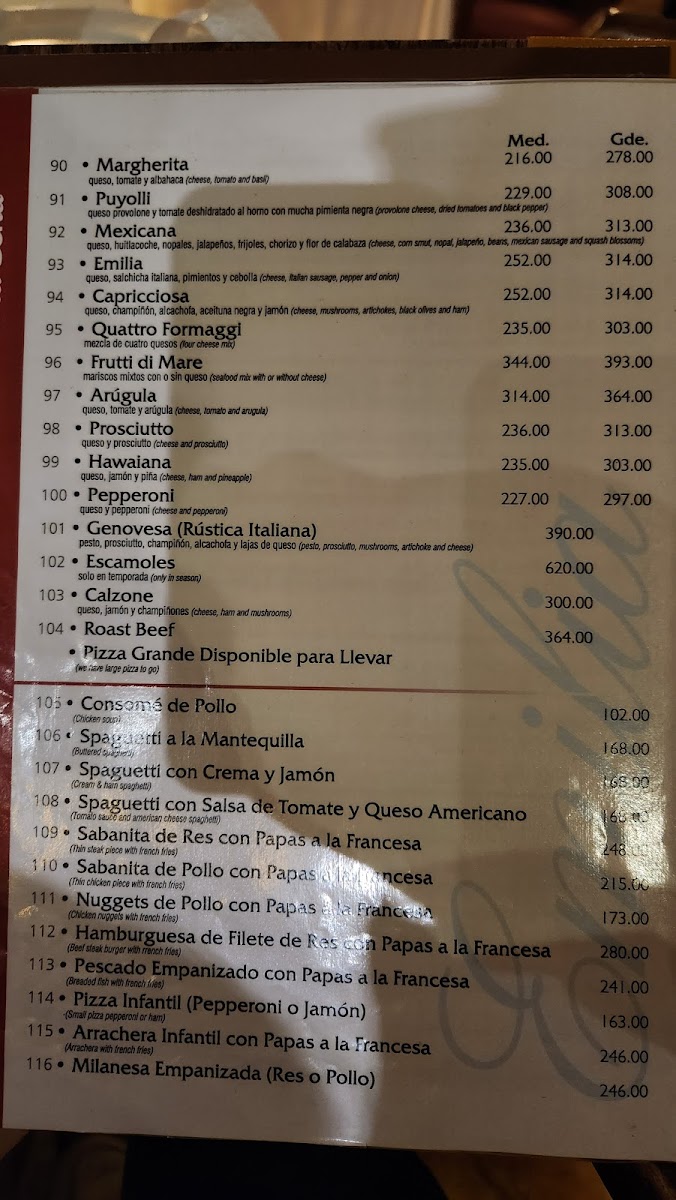 Med. Gde.
90 • Margherita 216.00 278.00
queso, tomate y albahaca (cheese, tomato and basil)
91 • Puyolli 229.00 308.00
queso provolone y tomate deshidratado al horno con mucha pimienta negra (provolone cheese, dried tomatoes and black pepper)
92 • Mexicana 236.00 313.00
queso, huitlacoche, nopales, jalapeños, frijoles, chorizo y flor de calabaza (cheese, corn smut, nopal, jalapeño, beans, mexican sausage and squash blossoms)
93 • Emilia 252.00 314.00
queso, salchicha italiana, pimientos y cebolla (cheese, italian sausage, pepper and onion)
94 • Capricciosa 252.00 314.00
queso, champiñón, alcachofa, aceituna negra y jamón (cheese, mushrooms, artichokes, black olives and ham)
95 • Quattro Formaggi 235.00 303.00
mezcla de cuatro quesos (four cheese mix)
96 • Frutti di Mare 344.00 393.00
mariscos mixtos con o sin queso (seafood mix with or without cheese)
97 • Arúgula 314.00 364.00
queso, tomate y arúgula (cheese, tomato and arugula)
98 • Prosciutto 236.00 313.00
queso y prosciutto (cheese and prosciutto)
99 • Hawaiana 235.00 303.00
queso, jamón y piña (cheese, ham and pineapple)
100 • Pepperoni 227.00 297.00
queso y pepperoni (cheese and pepperoni)
101 • Genovesa (Rústica Italiana) 390.00
pesto, prosciutto, champiñón, alcachofa y lajas de queso (pesto, prosciutto, mushrooms, artichoke and cheese)
102 • Escamoles 620.00
solo en temporada (only in season)
103 • Calzone 300.00
queso, jamón y champiñones (cheese, ham and mushrooms)
104 • Roast Beef 364.00
• Pizza Grande Disponible para Llevar
(we have large pizza to go)
105 • Consomé de Pollo 102.00
(Chicken soup)
106 • Spaguetti a la Mantequilla 168.00
(Buttered spaghetti)
107 • Spaguetti con Crema y Jamón 168.00
(Cream & ham spaghetti)
108 • Spaguetti con Salsa de Tomate y Queso Americano 168.00
(Tomato sauce and american cheese spaghetti)
109 • Sabanita de Res con Papas a la Francesa 248.00
(Thin steak piece with french fries)
110 • Sabanita de Pollo con Papas a la Francesa 215.00
(Thin chicken piece with french fries)
111 • Nuggets de Pollo con Papas a la Francesa 173.00
(Chicken nuggets with french fries)
112 • Hamburguesa de Filete de Res con Papas a la Francesa 280.00
(Beef steak burger with french fries)
113 • Pescado Empanizado con Papas a la Francesa 241.00
(Breaded fish with french fries)
114 • Pizza Infantil (Pepperoni o Jamón) 163.00
(Small pizza pepperoni or ham)
115 • Arrachera Infantil con Papas a la Francesa 246.00
(Arrachera with french fries)
116 • Milanesa Empanizada (Res o Pollo) 246.00
Emilia